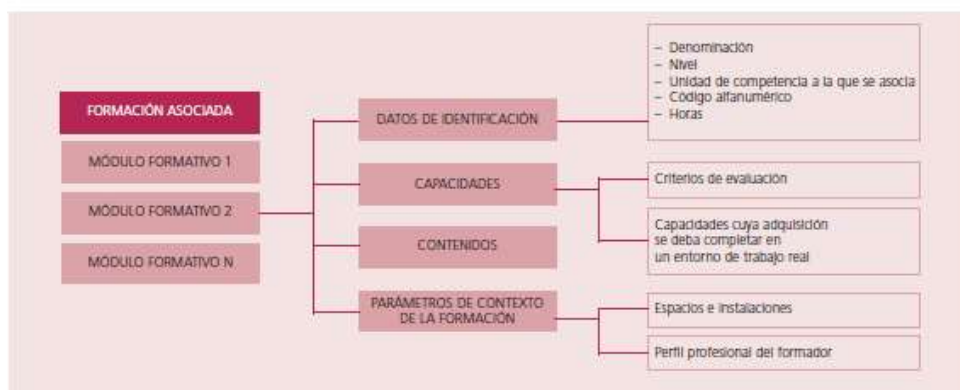 FORMACIÓN ASOCIADA
MÓDULO FORMATIVO 1
MÓDULO FORMATIVO 2
MÓDULO FORMATIVO N
DATOS DE IDENTIFICACIÓN
CAPACIDADES
CONTENIDOS
PARÁMETROS DE CONTEXTO
DE LA FORMACIÓN
– Denominación
– Nivel
– Unidad de competencia a la que se asocia
– Código alfanumérico
– Horas
Criterios de evaluación
Capacidades cuya adquisición
se deba completar en
un entorno de trabajo real
Espacios e instalaciones
Perfil profesional del formador